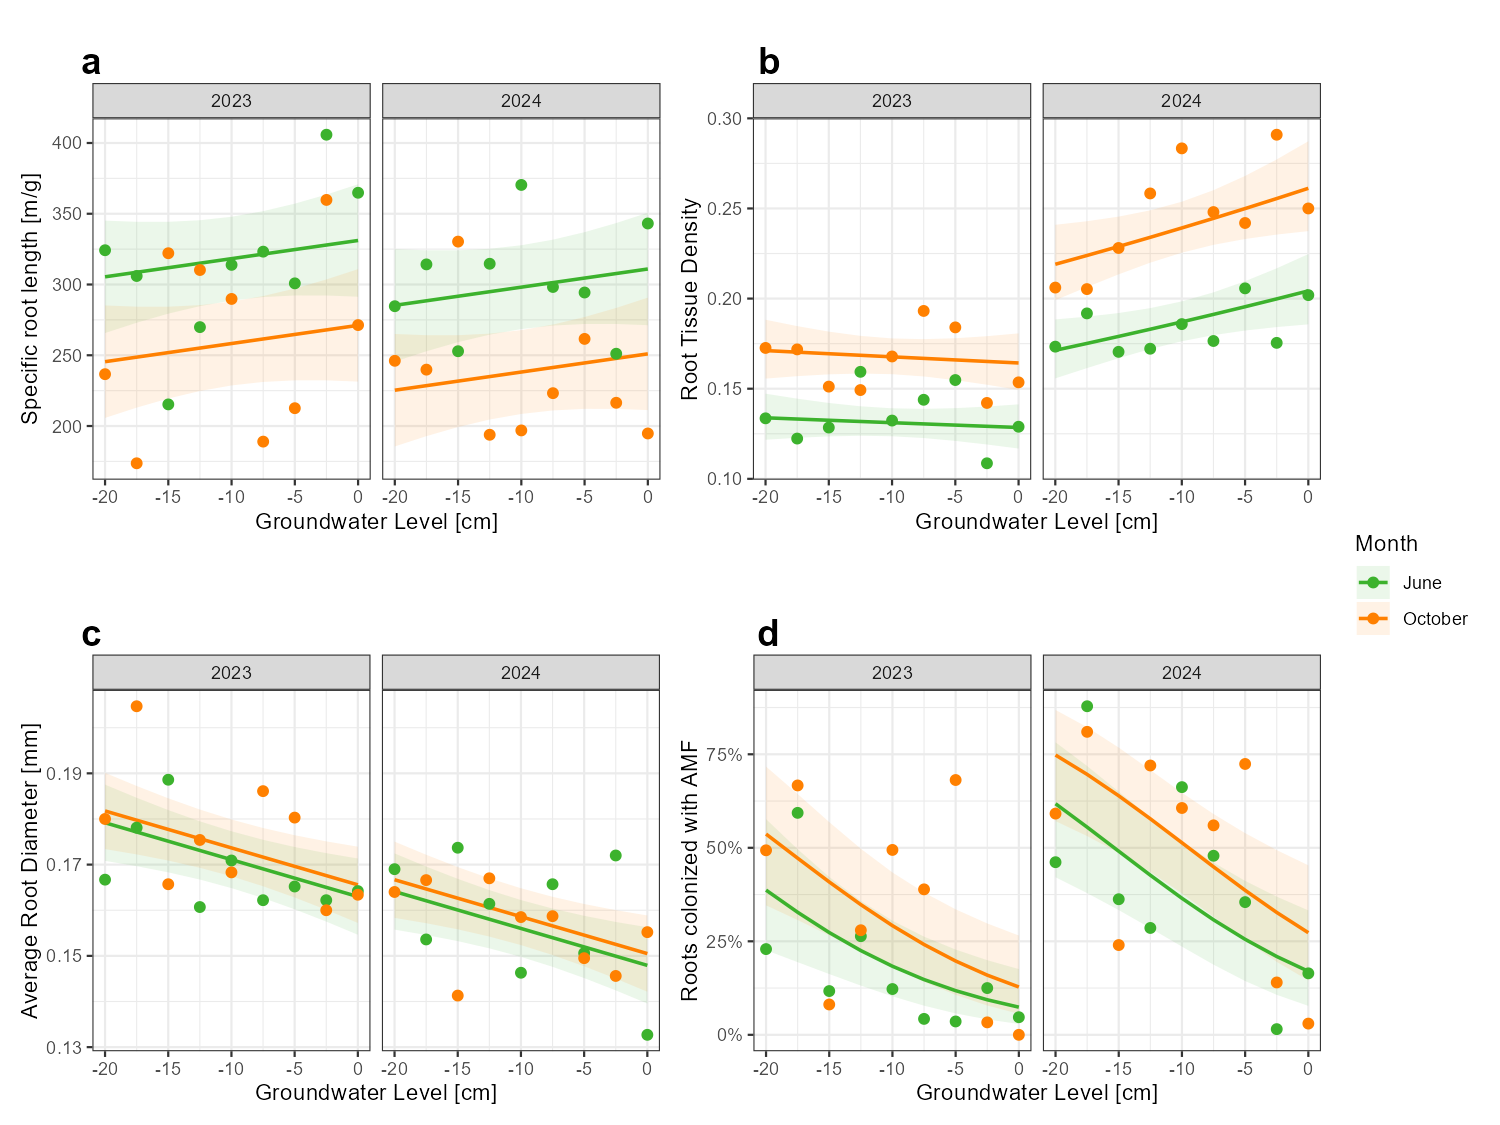 a
2023
2024
400
350
300
250
200
Specific root length [m/g]
-20 -15 -10 -5 0
-20 -15 -10 -5 0
Groundwater Level [cm]
b
2023
2024
0.30
0.25
0.20
0.15
0.10
Root Tissue Density
-20 -15 -10 -5 0
-20 -15 -10 -5 0
Groundwater Level [cm]
Month
June
October
c
2023
2024
0.19
0.17
0.15
0.13
Average Root Diameter [mm]
-20 -15 -10 -5 0
-20 -15 -10 -5 0
Groundwater Level [cm]
d
2023
2024
75%
50%
25%
0%
Roots colonized with AMF
-20 -15 -10 -5 0
-20 -15 -10 -5 0
Groundwater Level [cm]